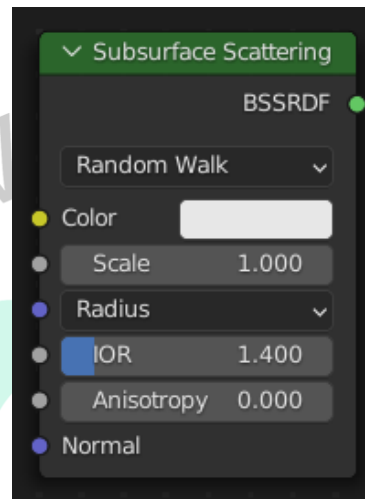 Subsurface Scattering
BSSRDF
Random Walk
Color
Scale 1.000
Radius
IOR 1.400
Anisotropy 0.000
Normal